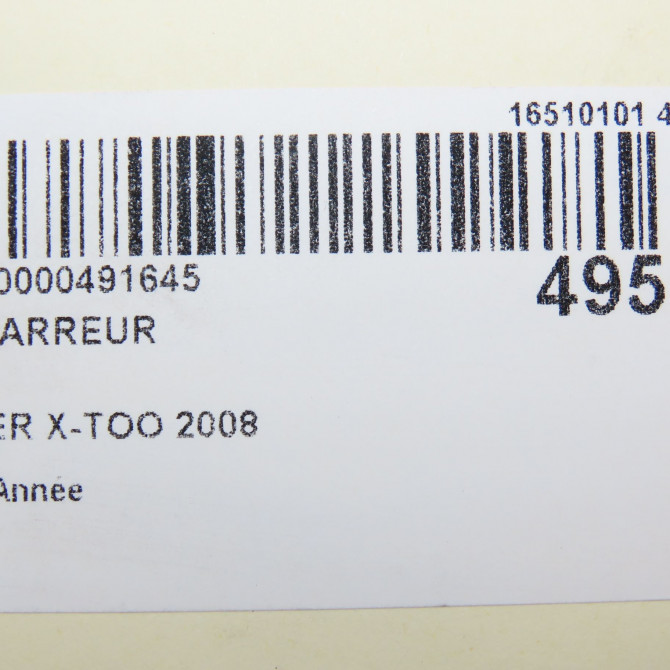 16510101 4
0000491645
495
ARREUR
ER X-TOO 2008
Année